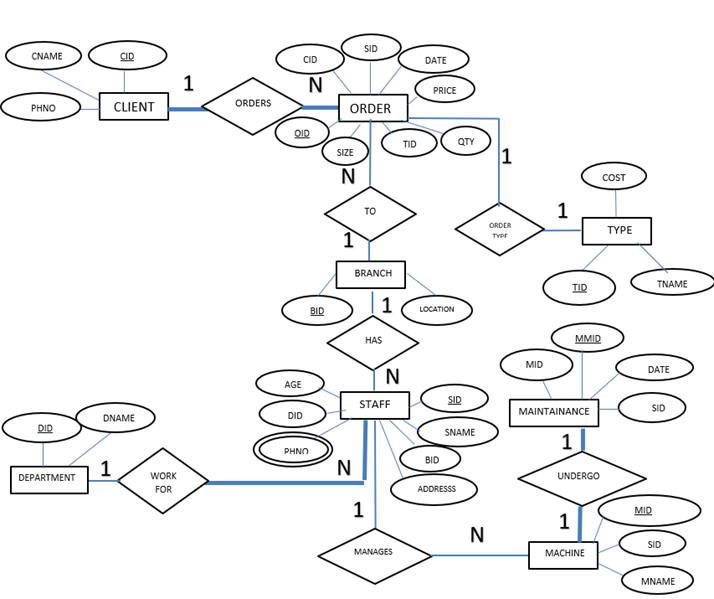 CNAME
CID
PHNO
CLIENT
1
ORDERS
N
CID
SID
DATE
PRICE
ORDER
OID
SIZE
TID
QTY
N
1
ORDER
TYPE
1
COST
TYPE
TID
TNAME
TO
1
BRANCH
BID
LOCATION
1
HAS
N
AGE
DID
PHNO
STAFF
SID
SNAME
BID
ADDRESSS
MMID
MID
DATE
MAINTAINANCE
SID
1
UNDERGO
1
DID
DNAME
DEPARTMENT
1
WORK
FOR
N
1
MANAGES
N
MACHINE
MID
SID
MNAME